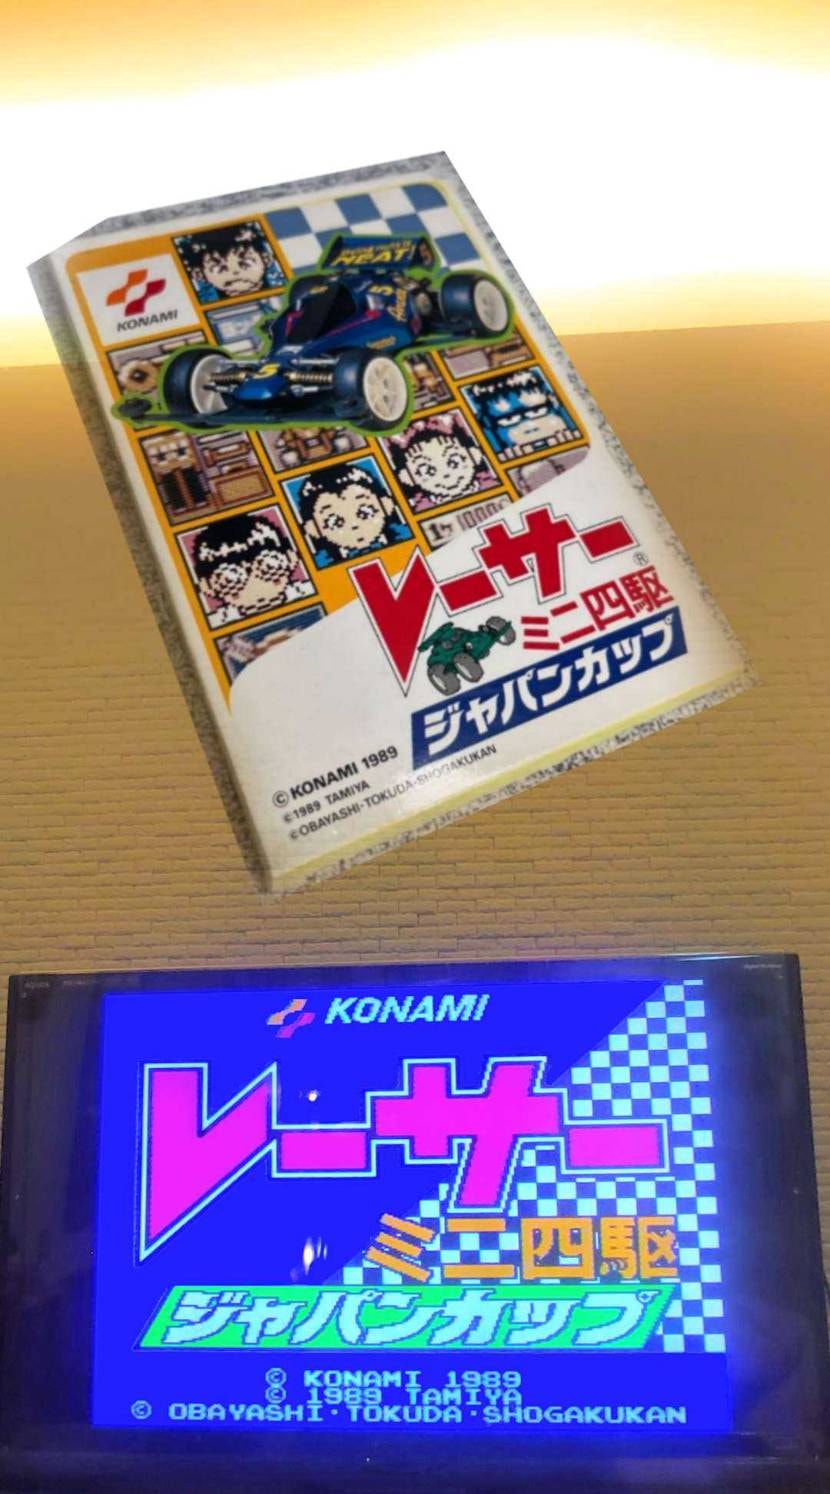 KONAMI
HEAT!
5
レーサー®
ミニ四駆
ジャパンカップ
©KONAMI 1989
©1989 TAMIYA
©OBAYASHI・TOKUDA・SHOGAKUKAN
KONAMI
レーサー
ミニ四駆
ジャパンカップ
© KONAMI 1989
© 1989 TAMIYA
© OBAYASHI・TOKUDA・SHOGAKUKAN